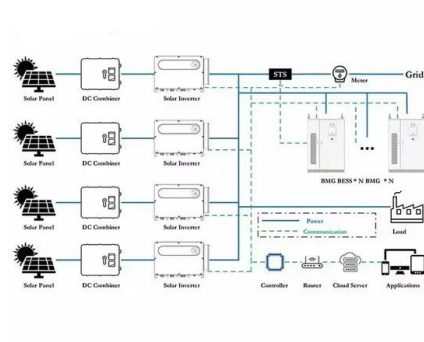 STS
Meter
Grid
Solar Panel
DC Combiner
Solar Inverter
Solar Panel
DC Combiner
Solar Inverter
BMG BESS * N BMG * N
Solar Panel
DC Combiner
Solar Inverter
Power
Communication
Load
Solar Panel
DC Combiner
Solar Inverter
Controller
Router
Cloud Server
Applications